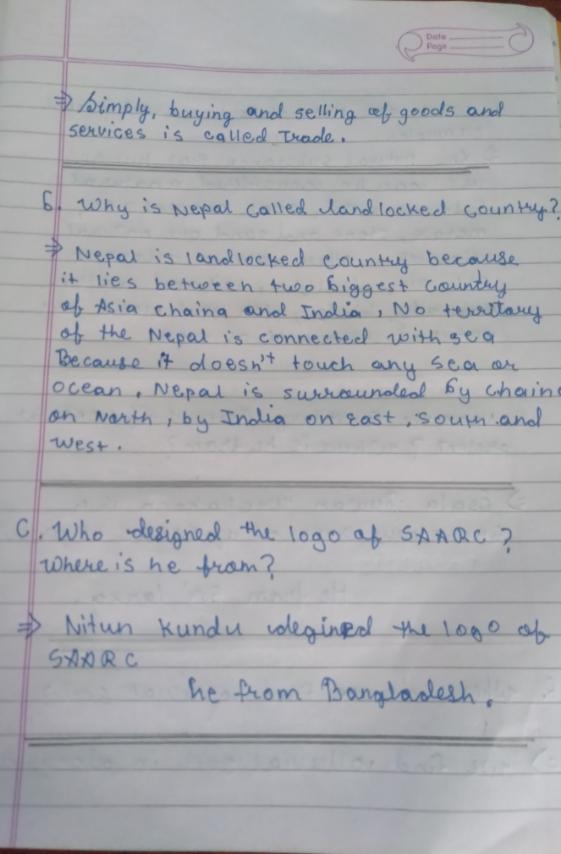 Date
Page
⇒ Simply, buying and selling of goods and
services is called Trade.
b. Why is Nepal called landlocked country?
⇒ Nepal is landlocked country because
it lies between two biggest country
of Asia chaina and India, No territory
of the Nepal is connected with sea
Because it doesn't touch any sea or
ocean. Nepal is surrounded by chain
on North, by India on east, south and
west.
C. Who designed the logo of SAARC?
Where is he from?
⇒ Nitun Kundu degined the logo of
SAARC
he from Bangladesh.